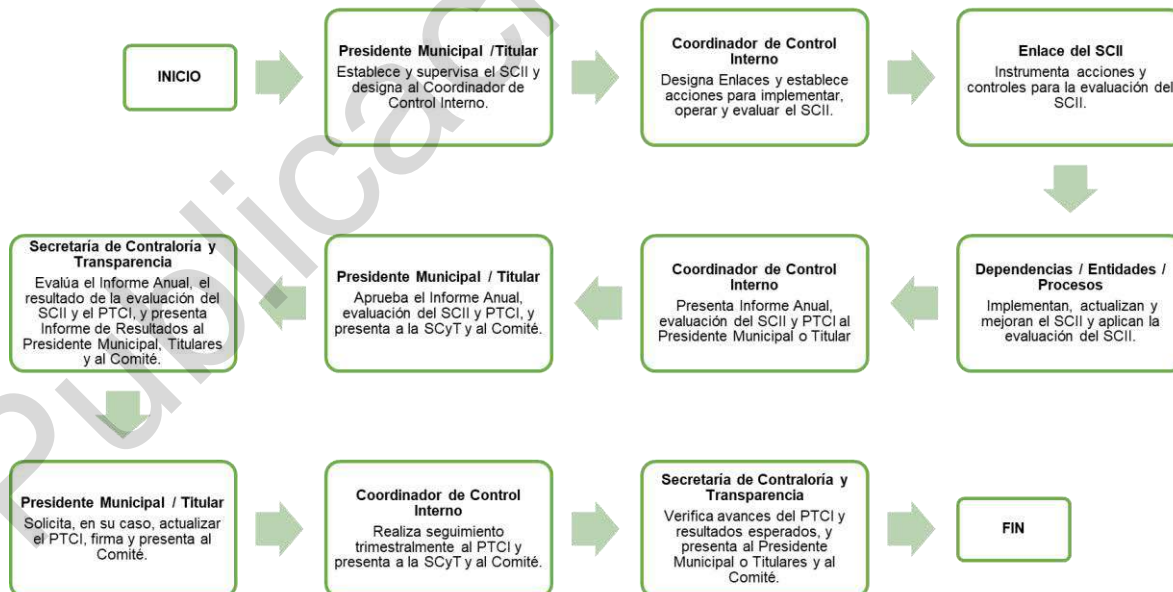 INICIO
Presidente Municipal /Titular
Establece y supervisa el SCII y
designa al Coordinador de
Control Interno.
Coordinador de Control
Interno
Designa Enlaces y establece
acciones para implementar,
operar y evaluar el SCII.
Enlace del SCII
Instrumenta acciones y
controles para la evaluación del
SCII.
Dependencias / Entidades /
Procesos
Implementan, actualizan y
mejoran el SCII y aplican la
evaluación del SCII.
Coordinador de Control
Interno
Presenta Informe Anual,
evaluación del SCII y PTCI al
Presidente Municipal o Titular
Presidente Municipal / Titular
Aprueba el Informe Anual,
evaluación del SCII y PTCI, y
presenta a la SCyT y al Comité.
Secretaría de Contraloría y
Transparencia
Evalúa el Informe Anual, el
resultado de la evaluación del
SCII y el PTCI, y presenta
Informe de Resultados al
Presidente Municipal, Titulares
y al Comité.
Presidente Municipal / Titular
Solicita, en su caso, actualizar
el PTCI, firma y presenta al
Comité.
Coordinador de Control
Interno
Realiza seguimiento
trimestralmente al PTCI y
presenta a la SCyT y al Comité.
Secretaría de Contraloría y
Transparencia
Verifica avances del PTCI y
resultados esperados, y
presenta al Presidente
Municipal o Titulares y al
Comité.
FIN